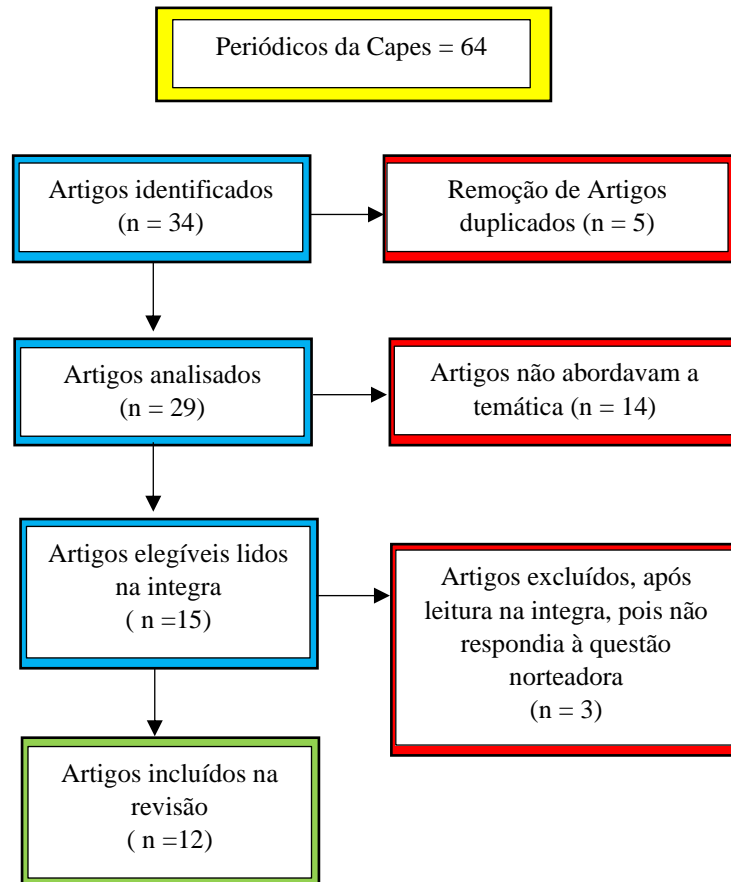 Periódicos da Capes = 64
Artigos identificados
(n = 34)
Remoção de Artigos
duplicados (n = 5)
Artigos analisados
(n = 29)
Artigos não abordavam a
temática (n = 14)
Artigos elegíveis lidos
na integra
( n =15)
Artigos excluídos, após
leitura na integra, pois não
respondia à questão
norteadora
(n = 3)
Artigos incluídos na
revisão
( n =12)